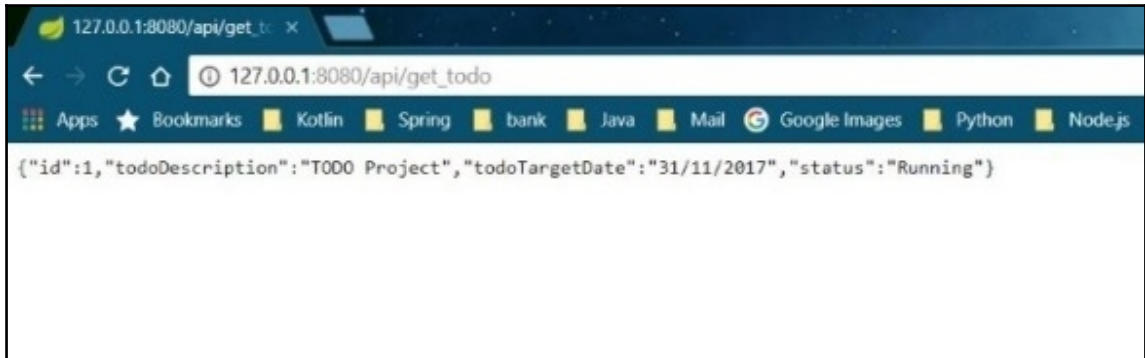 127.0.0.1:8080/api/get_tc
127.0.0.1:8080/api/get_todo
Apps Bookmarks Kotlin Spring bank Java Mail Google Images Python Node.js
{"id":1,"todoDescription":"TODO Project","todoTargetDate":"31/11/2017","status":"Running"}